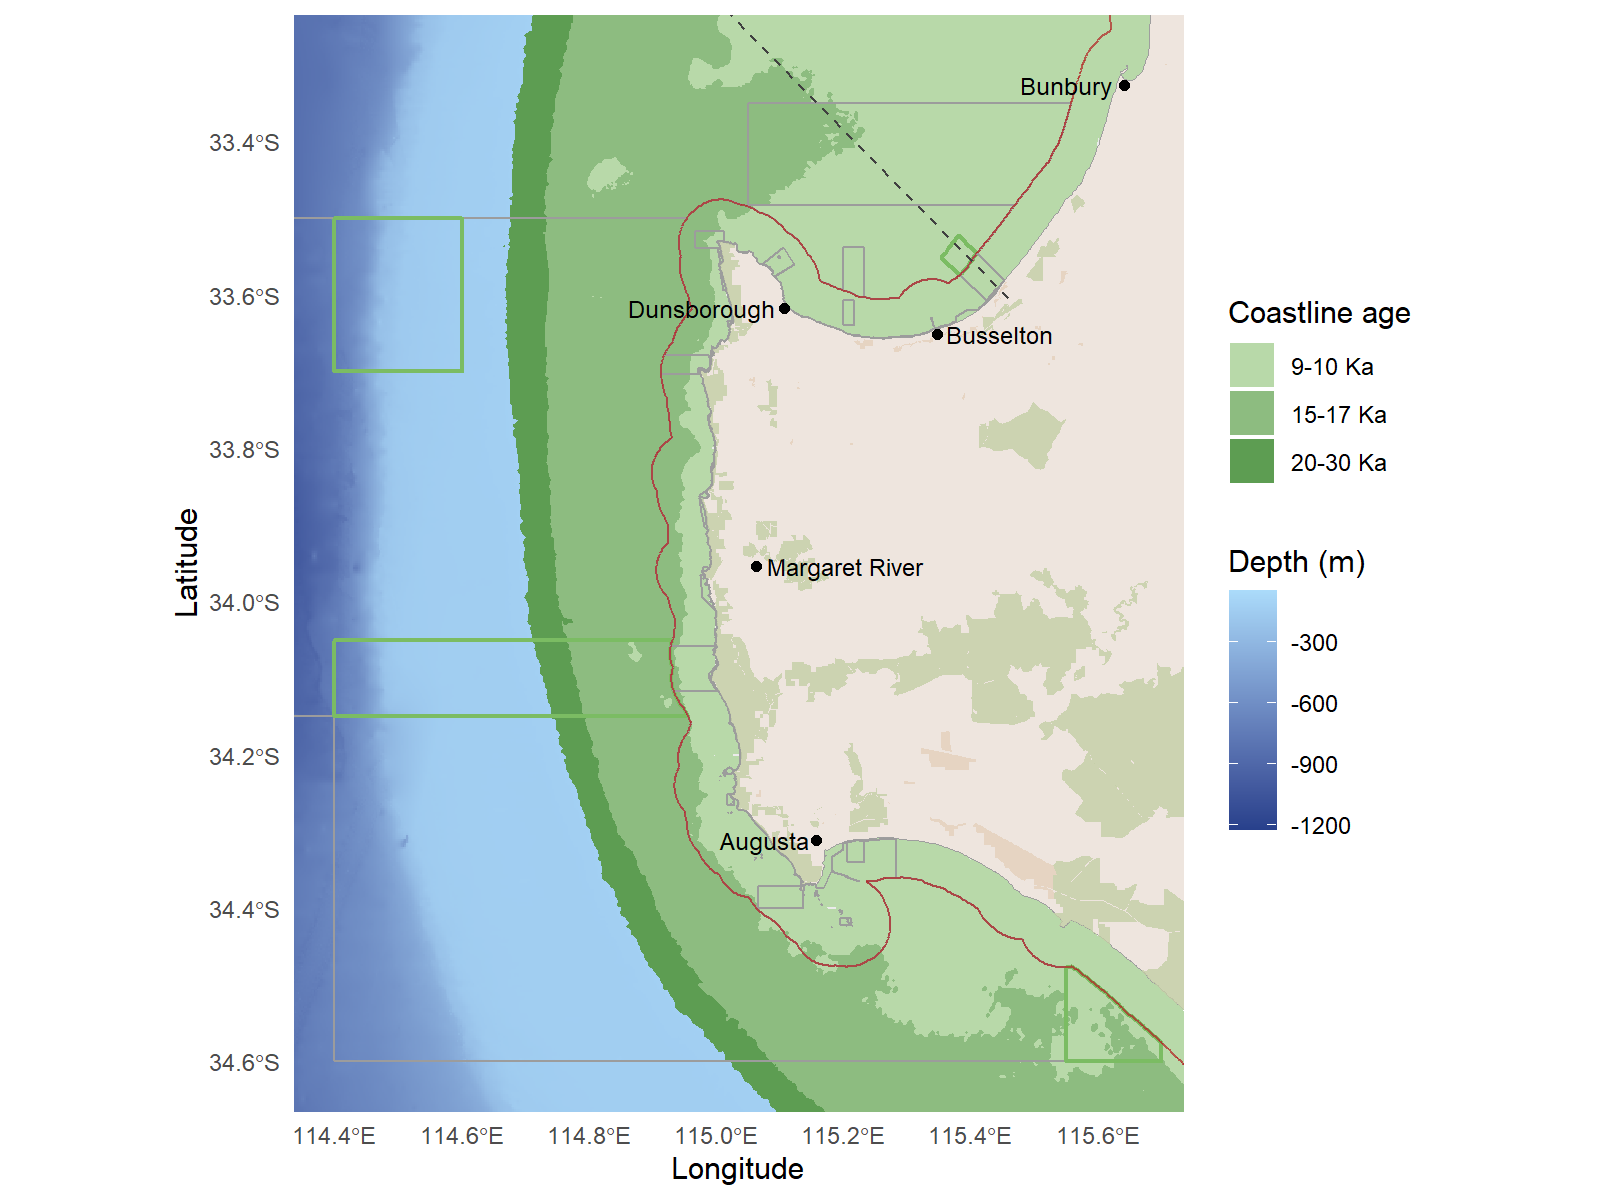 Bunbury
33.4°S
33.6°S
Dunsborough
Busselton
33.8°S
Margaret River
34.0°S
34.2°S
Augusta
34.4°S
34.6°S
Latitude
114.4°E
114.6°E
114.8°E
115.0°E
115.2°E
115.4°E
115.6°E
Longitude
Coastline age
9-10 Ka
15-17 Ka
20-30 Ka
Depth (m)
-300
-600
-900
-1200